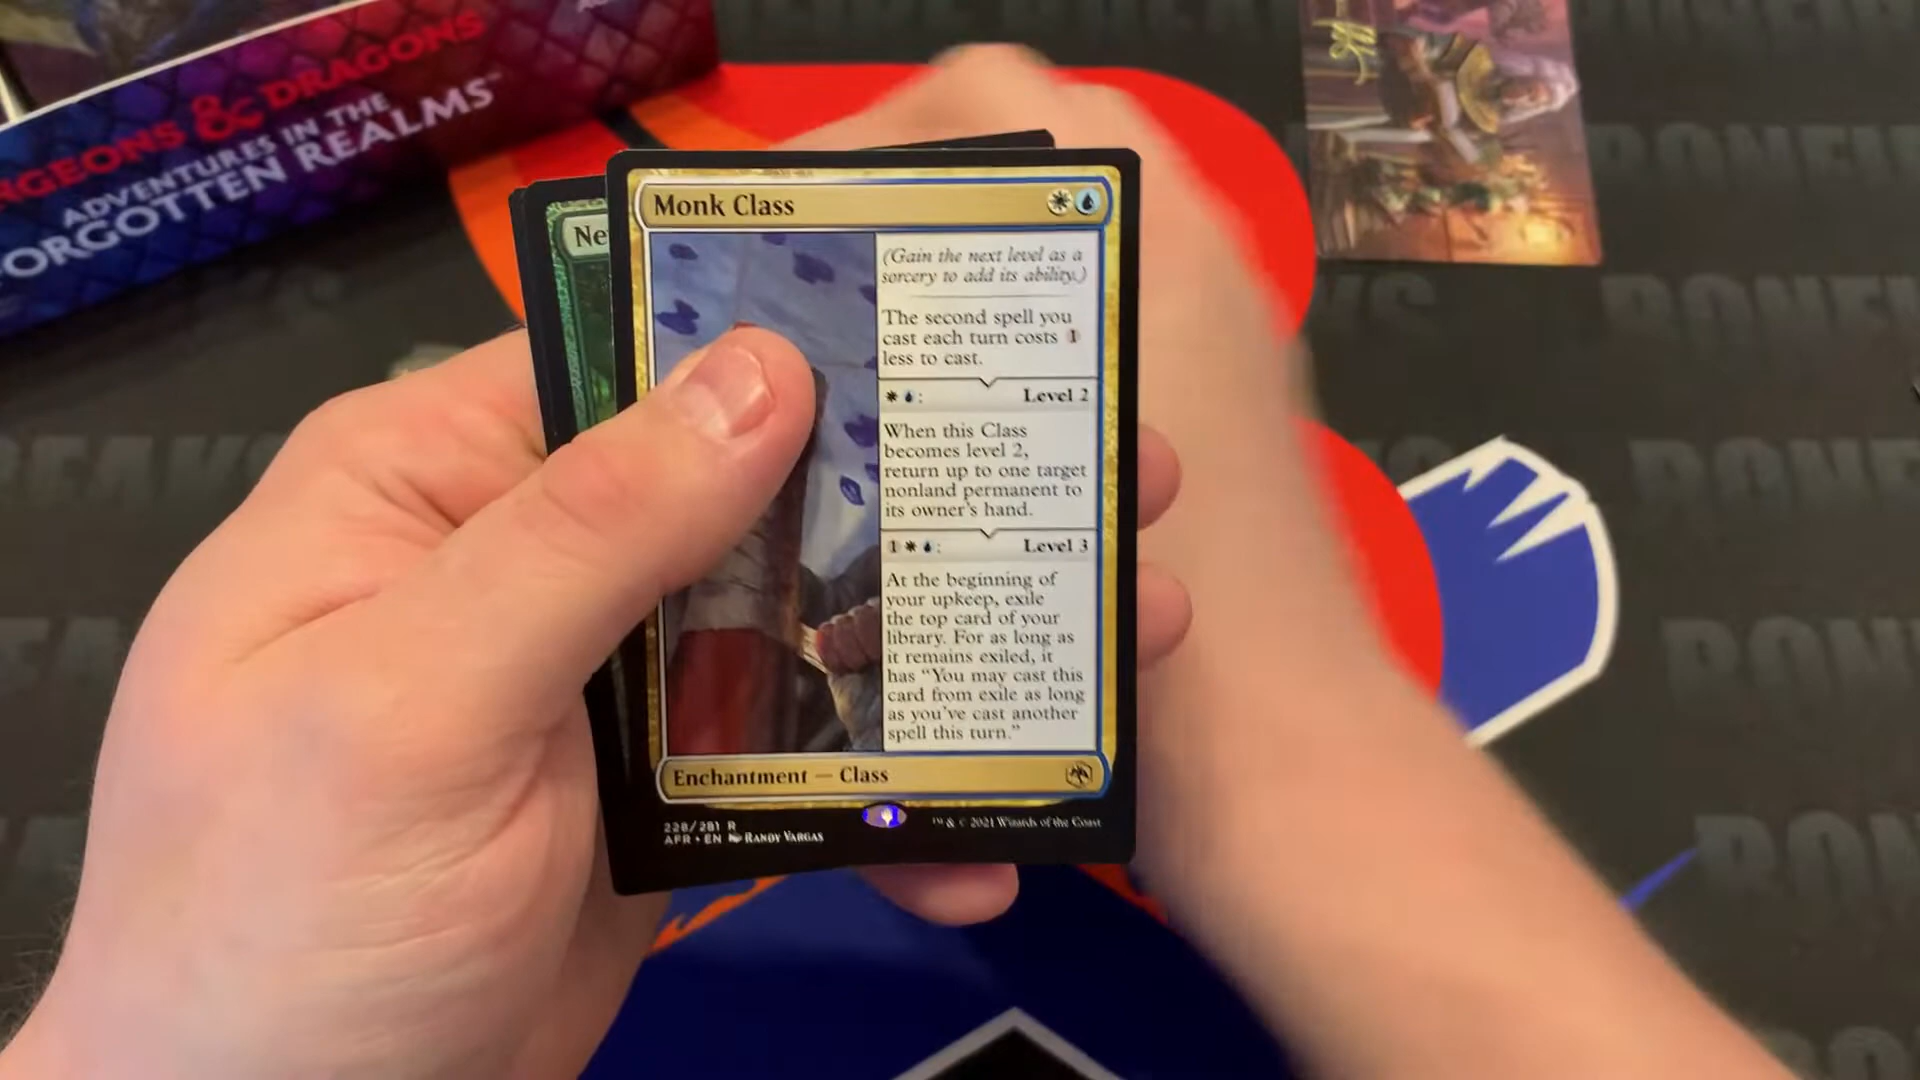 DRAGONS
&
ADVENTURES IN THE
FORGOTTEN REALMS™
Ne
Monk Class
(Gain the next level as a
sorcery to add its ability.)
The second spell you
cast each turn costs 1
less to cast.
: Level 2
When this Class
becomes level 2,
return up to one target
nonland permanent to
its owner's hand.
1 : Level 3
At the beginning of
your upkeep, exile
the top card of your
library. For as long as
it remains exiled, it
has “You may cast this
card from exile as long
as you've cast another
spell this turn.”
Enchantment — Class
228/281 R
AFR • EN RANDY VARGAS
™ & © 2021 Wizards of the Coast